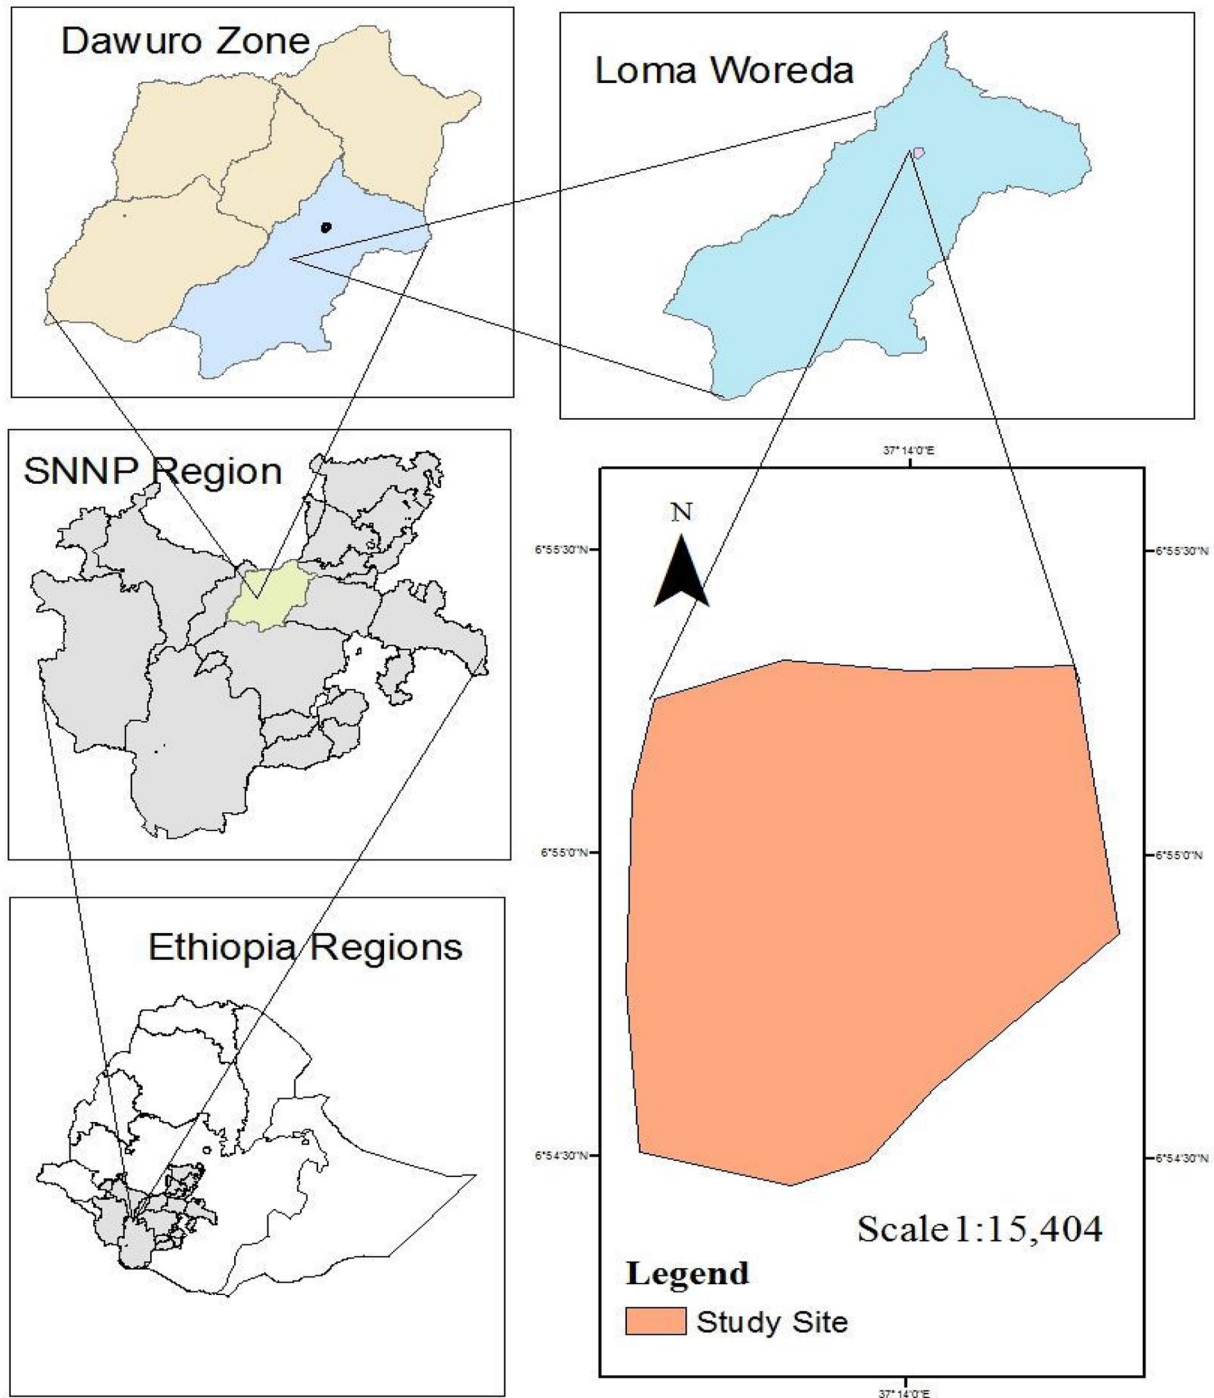 Dawuro Zone
Loma Woreda
SNNP Region
37°14'0"E
N
6°55'30"N
6°55'30"N
6°55'0"N
6°55'0"N
Ethiopia Regions
6°54'30"N
6°54'30"N
Scale1:15,404
Legend
Study Site
37°14'0"E